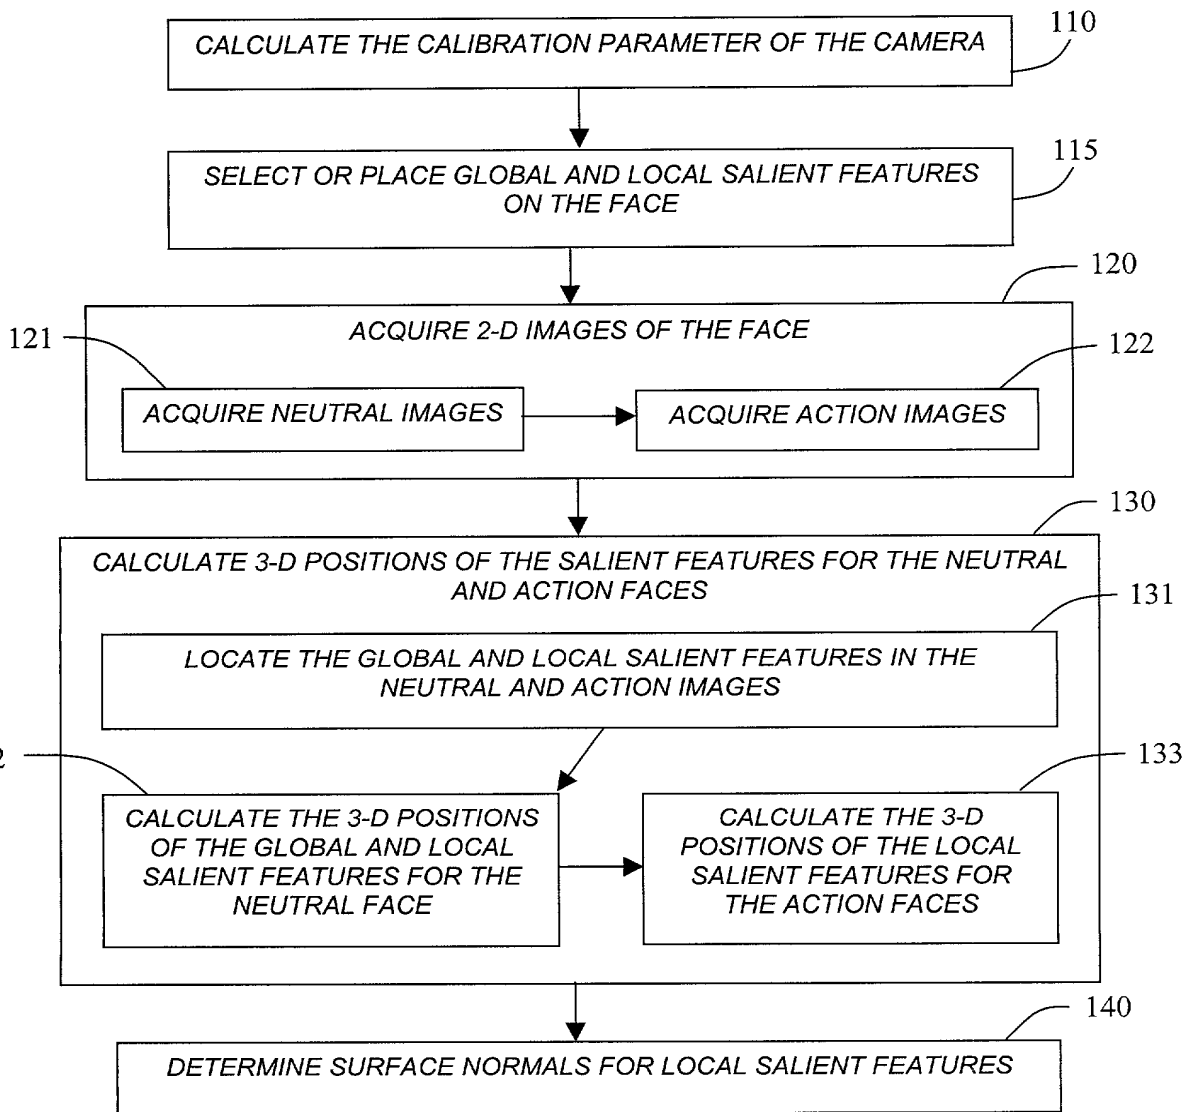 CALCULATE THE CALIBRATION PARAMETER OF THE CAMERA
110
SELECT OR PLACE GLOBAL AND LOCAL SALIENT FEATURES
ON THE FACE
115
120
ACQUIRE 2-D IMAGES OF THE FACE
121
122
ACQUIRE NEUTRAL IMAGES
ACQUIRE ACTION IMAGES
130
CALCULATE 3-D POSITIONS OF THE SALIENT FEATURES FOR THE NEUTRAL
AND ACTION FACES
131
LOCATE THE GLOBAL AND LOCAL SALIENT FEATURES IN THE
NEUTRAL AND ACTION IMAGES
2
133
CALCULATE THE 3-D POSITIONS
OF THE GLOBAL AND LOCAL
SALIENT FEATURES FOR THE
NEUTRAL FACE
CALCULATE THE 3-D
POSITIONS OF THE LOCAL
SALIENT FEATURES FOR
THE ACTION FACES
140
DETERMINE SURFACE NORMALS FOR LOCAL SALIENT FEATURES